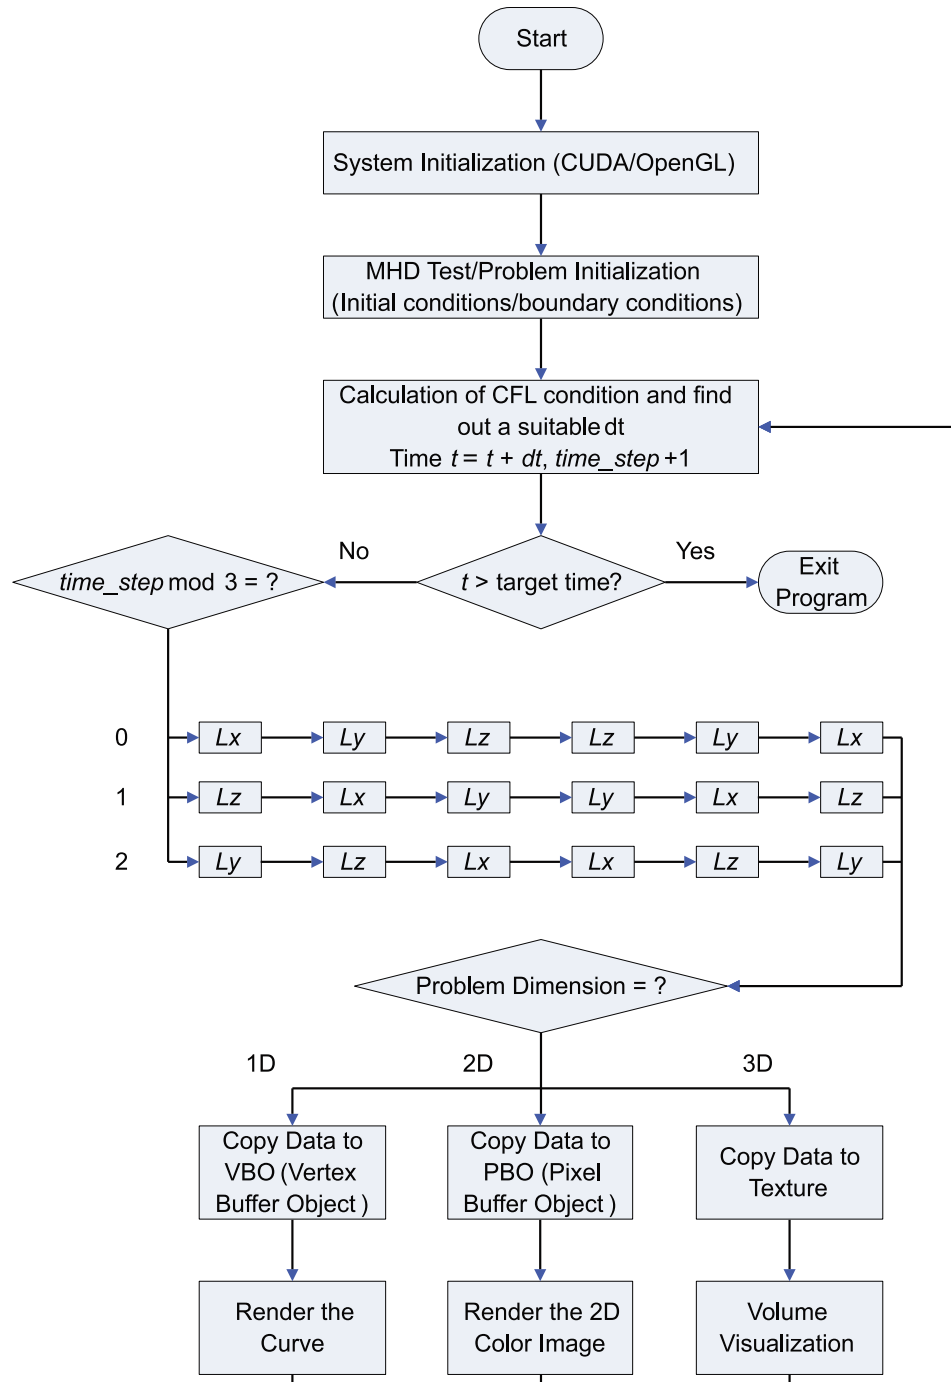 Start
System Initialization (CUDA/OpenGL)
MHD Test/Problem Initialization
(Initial conditions/boundary conditions)
Calculation of CFL condition and find
out a suitable dt
Time t = t + dt, time_step +1
No
Yes
time_step mod 3 = ?
t > target time?
Exit
Program
0 Lx Ly Lz Lz Ly Lx
1 Lz Lx Ly Ly Lx Lz
2 Ly Lz Lx Lx Lz Ly
Problem Dimension = ?
1D
2D
3D
Copy Data to
VBO (Vertex
Buffer Object )
Copy Data to
PBO (Pixel
Buffer Object )
Copy Data to
Texture
Render the
Curve
Render the 2D
Color Image
Volume
Visualization